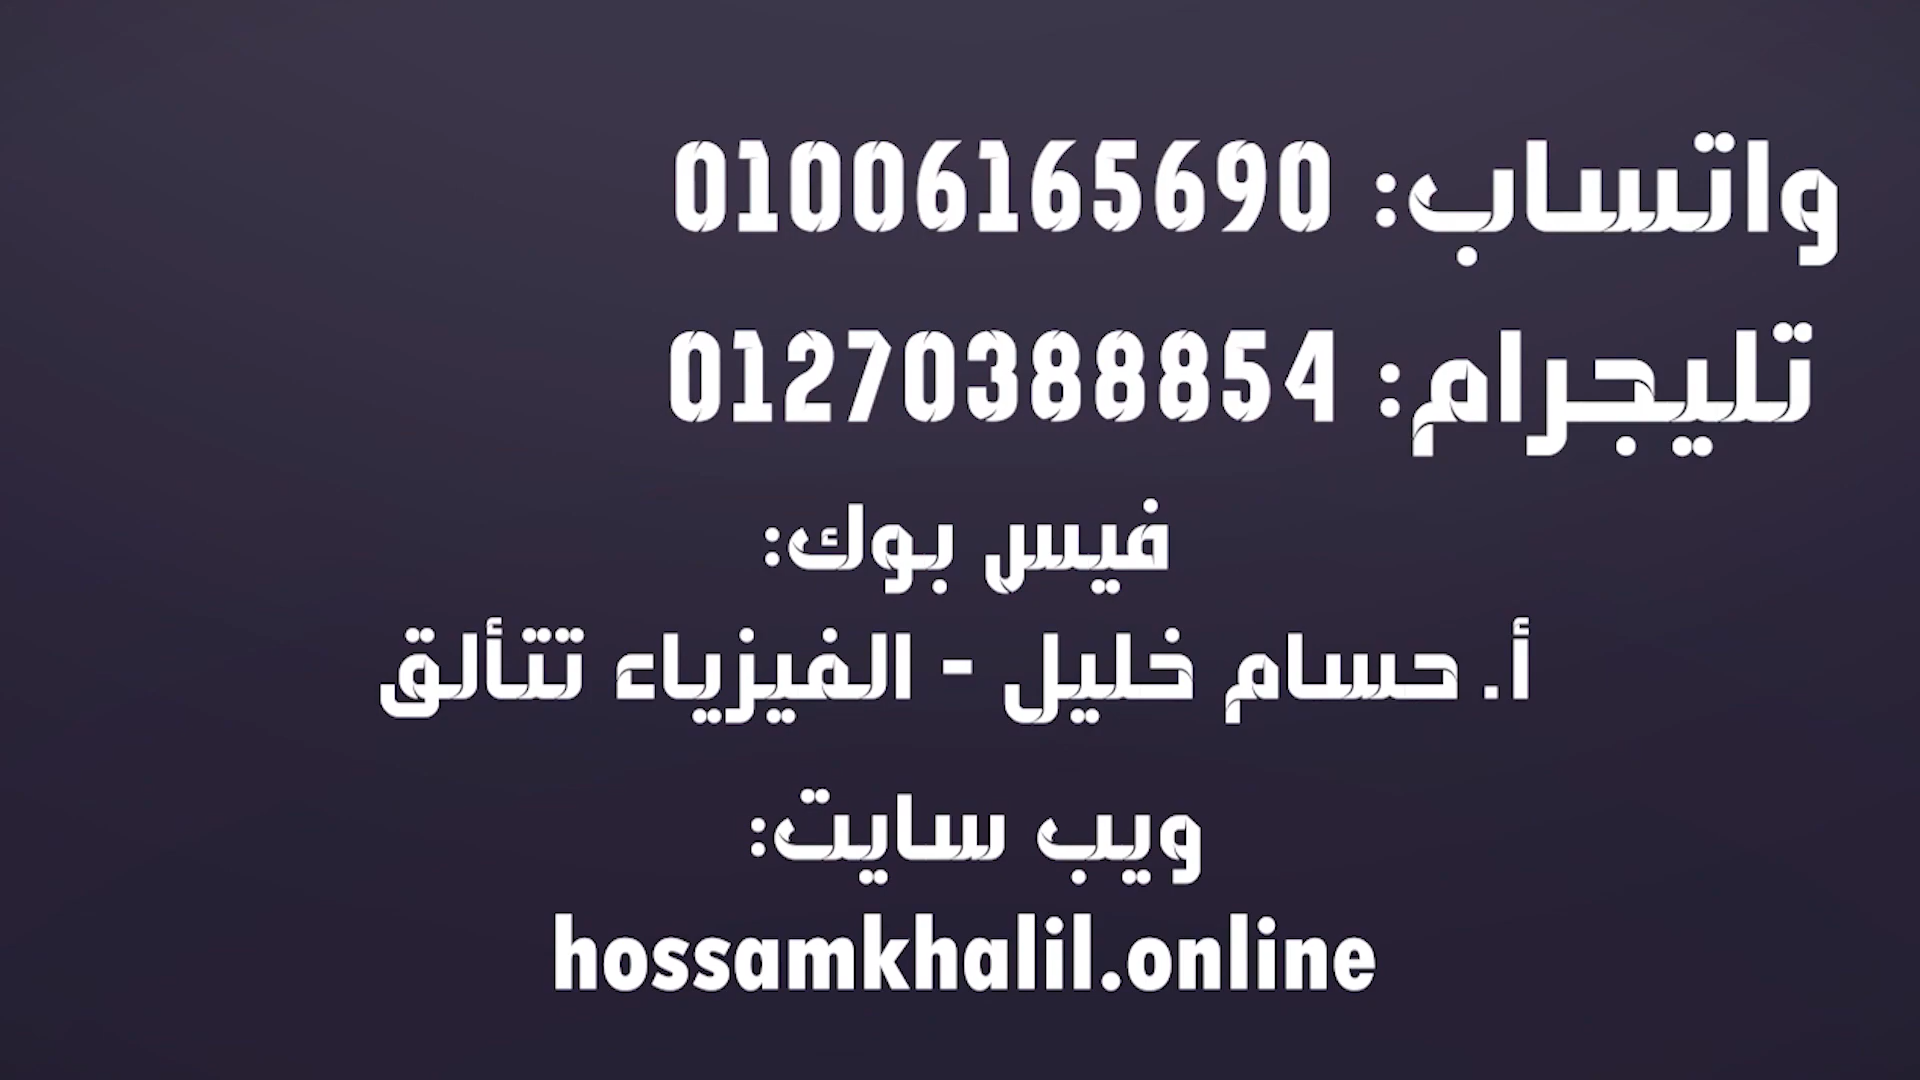 واتساب: 01006165690
تليجرام: 01270388854
فيس بوك:
أ. حسام خليل - الفيزياء تتألق
ويب سايت:
hossamkhalil.online